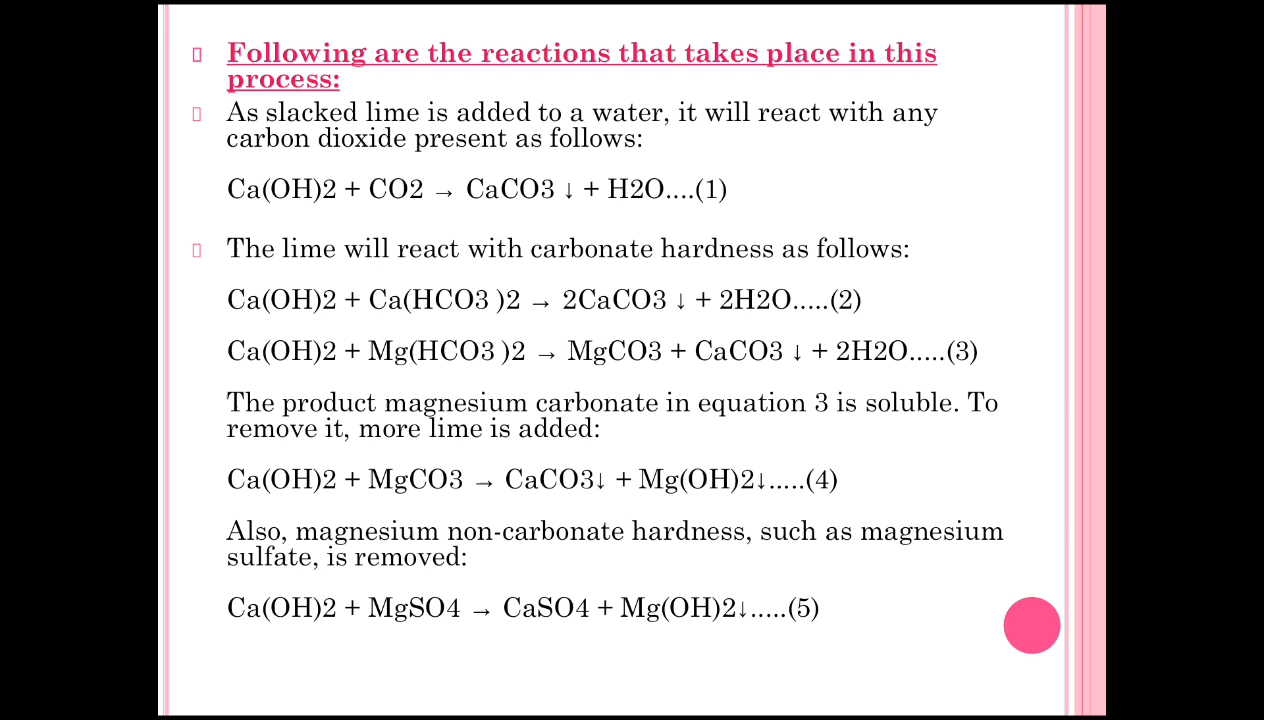 Following are the reactions that takes place in this
process:
As slacked lime is added to a water, it will react with any
carbon dioxide present as follows:
Ca(OH)2 + CO2 → CaCO3 ↓ + H2O....(1)
The lime will react with carbonate hardness as follows:
Ca(OH)2 + Ca(HCO3 )2 → 2CaCO3 ↓ + 2H2O.....(2)
Ca(OH)2 + Mg(HCO3 )2 → MgCO3 + CaCO3 ↓ + 2H2O.....(3)
The product magnesium carbonate in equation 3 is soluble. To
remove it, more lime is added:
Ca(OH)2 + MgCO3 → CaCO3↓ + Mg(OH)2↓.....(4)
Also, magnesium non-carbonate hardness, such as magnesium
sulfate, is removed:
Ca(OH)2 + MgSO4 → CaSO4 + Mg(OH)2↓.....(5)